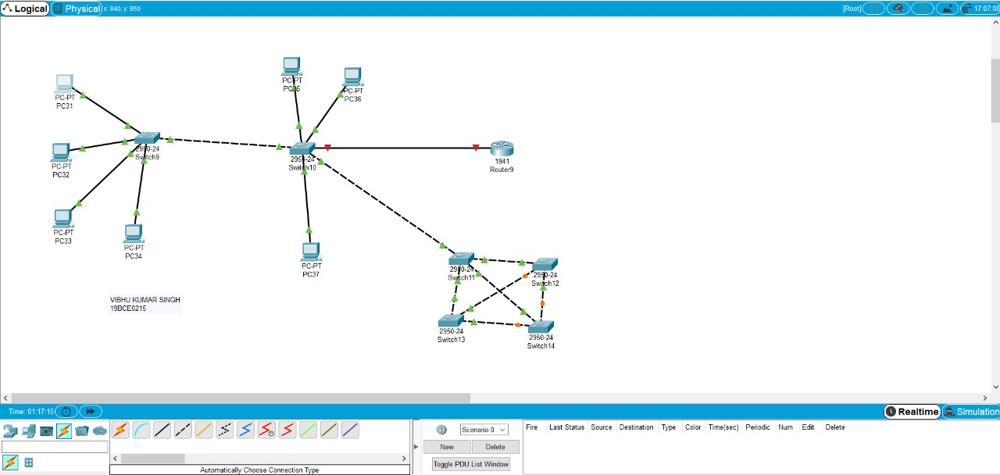 Logical
Physical
x: 940, y: 950
[Root]
17:07:00
PC-PT
PC31
PC-PT
PC35
PC-PT
PC36
2950-24
Switch9
PC-PT
PC32
2950-24
Switch10
1941
Router9
PC-PT
PC33
PC-PT
PC34
PC-PT
PC37
2950-24
Switch11
2950-24
Switch12
VIBHU KUMAR SINGH
19BCE0215
2950-24
Switch13
2950-24
Switch14
Time: 01:17:15
Realtime
Simulation
Scenario 0
New
Delete
Toggle PDU List Window
Fire Last Status Source Destination Type Color Time(sec) Periodic Num Edit Delete
Automatically Choose Connection Type